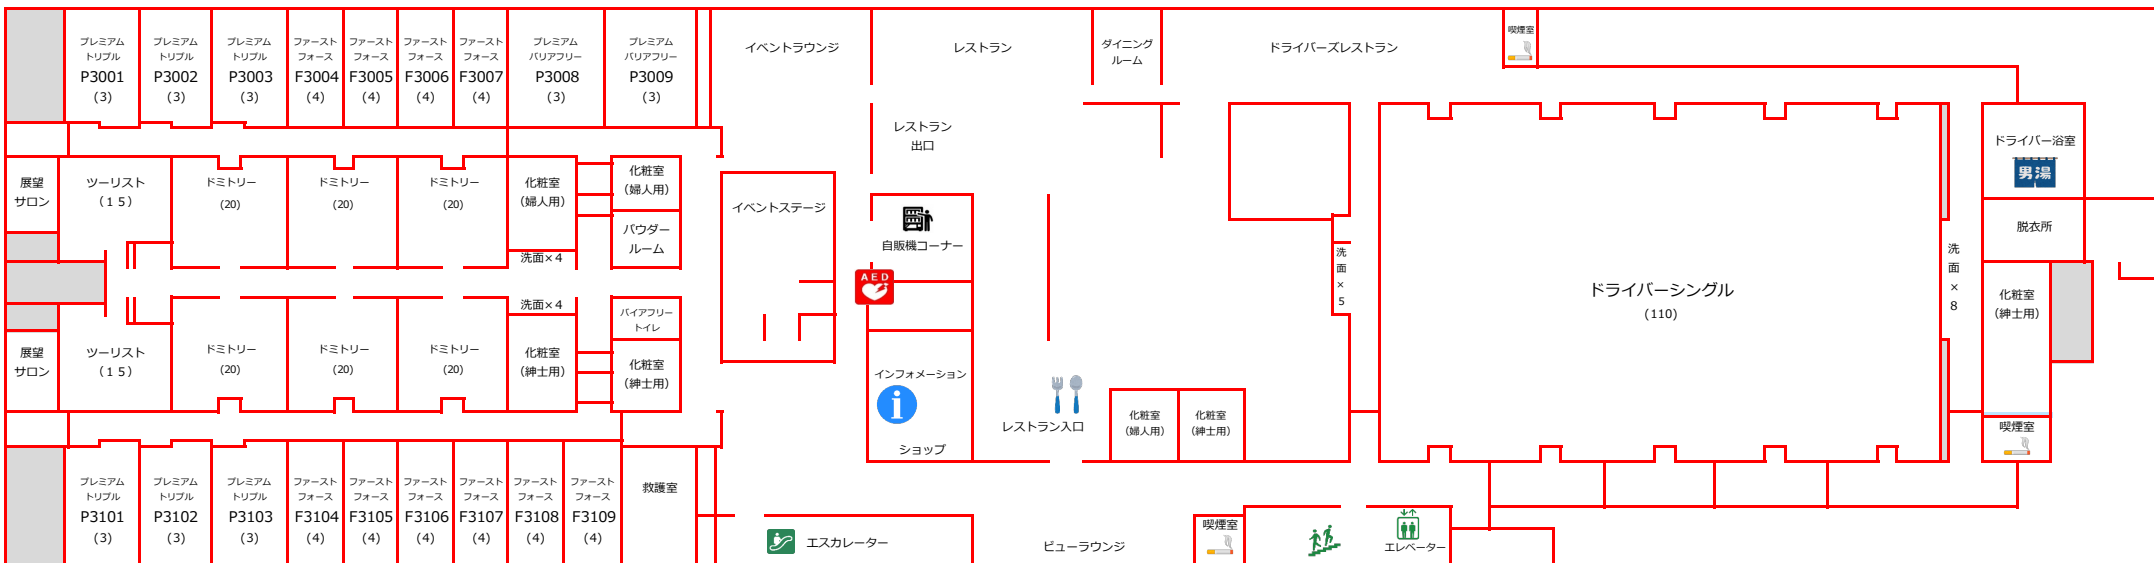 プレミアム
トリプル
P3001
(3)
プレミアム
トリプル
P3002
(3)
プレミアム
トリプル
P3003
(3)
ファースト
フォース
F3004
(4)
ファースト
フォース
F3005
(4)
ファースト
フォース
F3006
(4)
ファースト
フォース
F3007
(4)
プレミアム
バリアフリー
P3008
(3)
プレミアム
バリアフリー
P3009
(3)
イベントラウンジ
レストラン
ダイニング
ルーム
ドライバーズレストラン
喫煙室
レストラン
出口
ドライバー浴室
男湯
展望
サロン
ツーリスト
(15)
ドミトリー
(20)
ドミトリー
(20)
ドミトリー
(20)
化粧室
(婦人用)
化粧室
(婦人用)
パウダー
ルーム
洗面×4
イベントステージ
自販機コーナー
AED
脱衣所
洗面×5
ドライバーシングル
(110)
洗面×8
化粧室
(紳士用)
展望
サロン
ツーリスト
(15)
ドミトリー
(20)
ドミトリー
(20)
ドミトリー
(20)
洗面×4
化粧室
(紳士用)
バイアフリー
トイレ
化粧室
(紳士用)
インフォメーション
i
ショップ
レストラン入口
化粧室
(婦人用)
化粧室
(紳士用)
喫煙室
プレミアム
トリプル
P3101
(3)
プレミアム
トリプル
P3102
(3)
プレミアム
トリプル
P3103
(3)
ファースト
フォース
F3104
(4)
ファースト
フォース
F3105
(4)
ファースト
フォース
F3106
(4)
ファースト
フォース
F3107
(4)
ファースト
フォース
F3108
(4)
ファースト
フォース
F3109
(4)
救護室
エスカレーター
ビューラウンジ
喫煙室
エレベーター